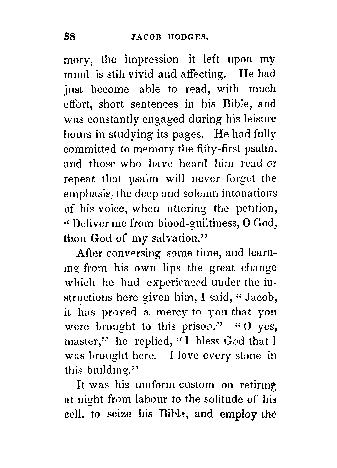 88 JACOB HODGES.
mory, the impression it left upon my
mind is still vivid and affecting. He had
just become able to read, with much
effort, short sentences in his Bible, and
was constantly engaged during his leisure
hours in studying its pages. He had fully
committed to memory the fifty-first psalm,
and those who have heard him read or
repeat that psalm will never forget the
emphasis, the deep and solemn intonations
of his voice, when uttering the petition,
"Deliver me from blood-guiltiness, O God,
thou God of my salvation."
After conversing some time, and learn-
ing from his own lips the great change
which he had experienced under the in-
structions here given him, I said, "Jacob,
it has proved a mercy to you that you
were brought to this prison." "O yes,
master," he replied, "I bless God that I
was brought here. I love every stone in
this building."
It was his uniform custom on retiring
at night from labour to the solitude of his
cell, to seize his Bible, and employ the